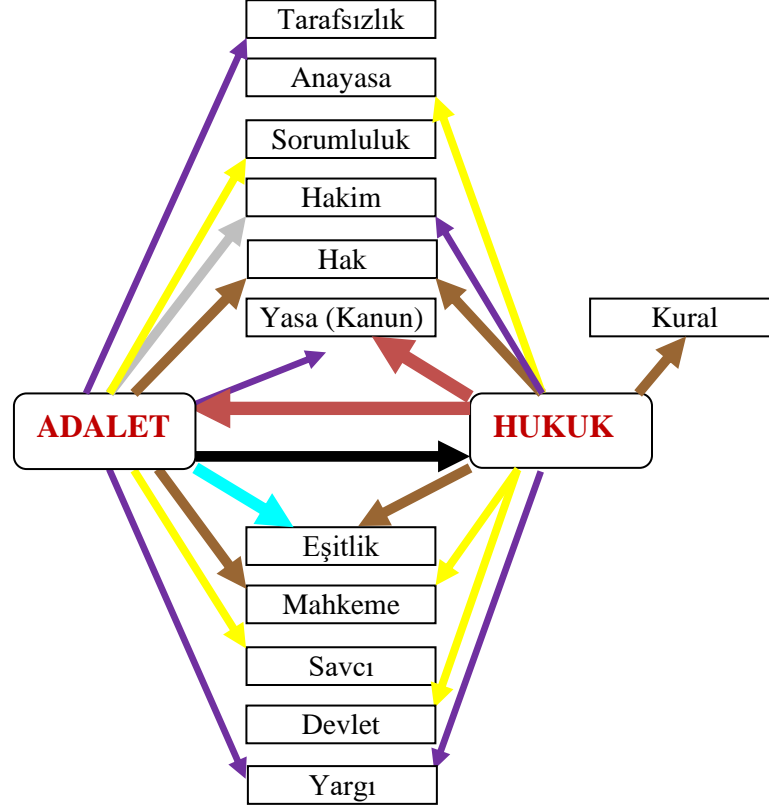 Tarafsızlık
Anayasa
Sorumluluk
Hakim
Hak
Yasa (Kanun)
Kural
ADALET
HUKUK
Eşitlik
Mahkeme
Savcı
Devlet
Yargı